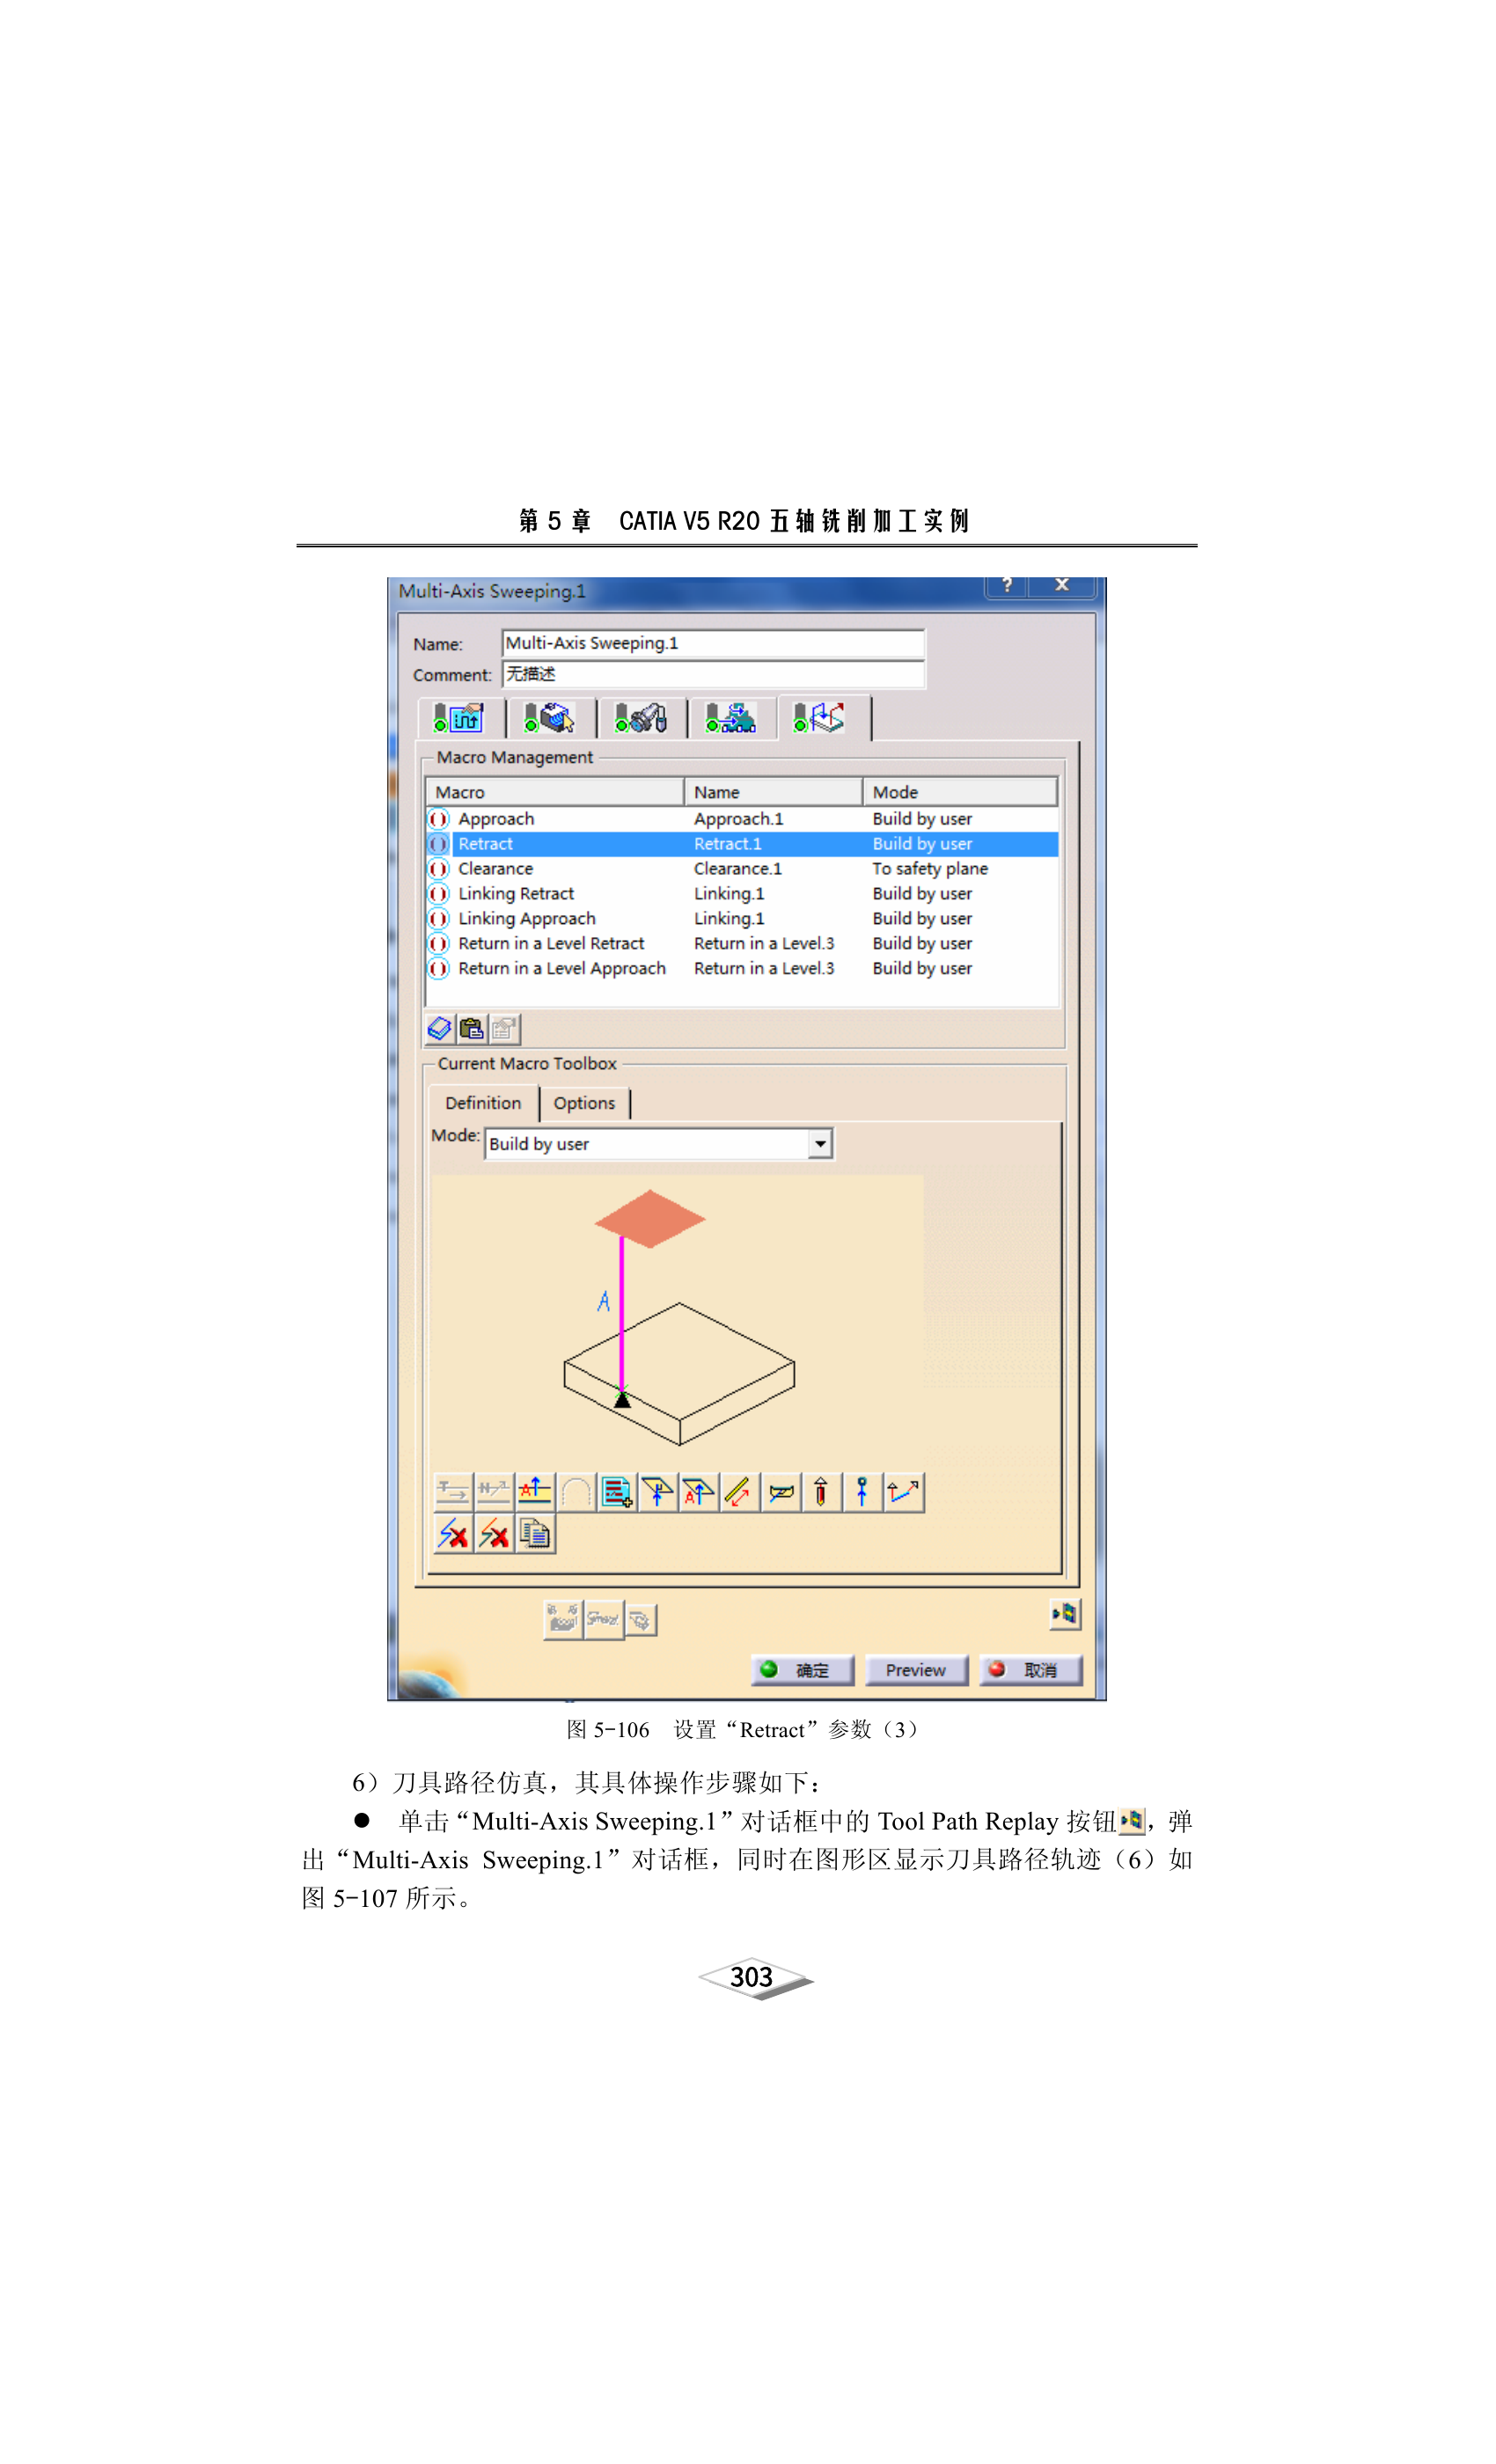 第 5 章 CATIA V5 R20 五轴铣削加工实例
Multi-Axis Sweeping.1
? x
Name: Multi-Axis Sweeping.1
Comment: 无描述
Macro Management
Macro Name Mode
Approach Approach.1 Build by user
Retract Retract.1 Build by user
Clearance Clearance.1 To safety plane
Linking Retract Linking.1 Build by user
Linking Approach Linking.1 Build by user
Return in a Level Retract Return in a Level.3 Build by user
Return in a Level Approach Return in a Level.3 Build by user
Current Macro Toolbox
Definition Options
Mode: Build by user
A
确定 Preview 取消
图 5-106 设置“Retract”参数（3）
6）刀具路径仿真，其具体操作步骤如下：
● 单击“Multi-Axis Sweeping.1”对话框中的 Tool Path Replay 按钮，弹
出“Multi-Axis Sweeping.1”对话框，同时在图形区显示刀具路径轨迹（6）如
图 5-107 所示。
303